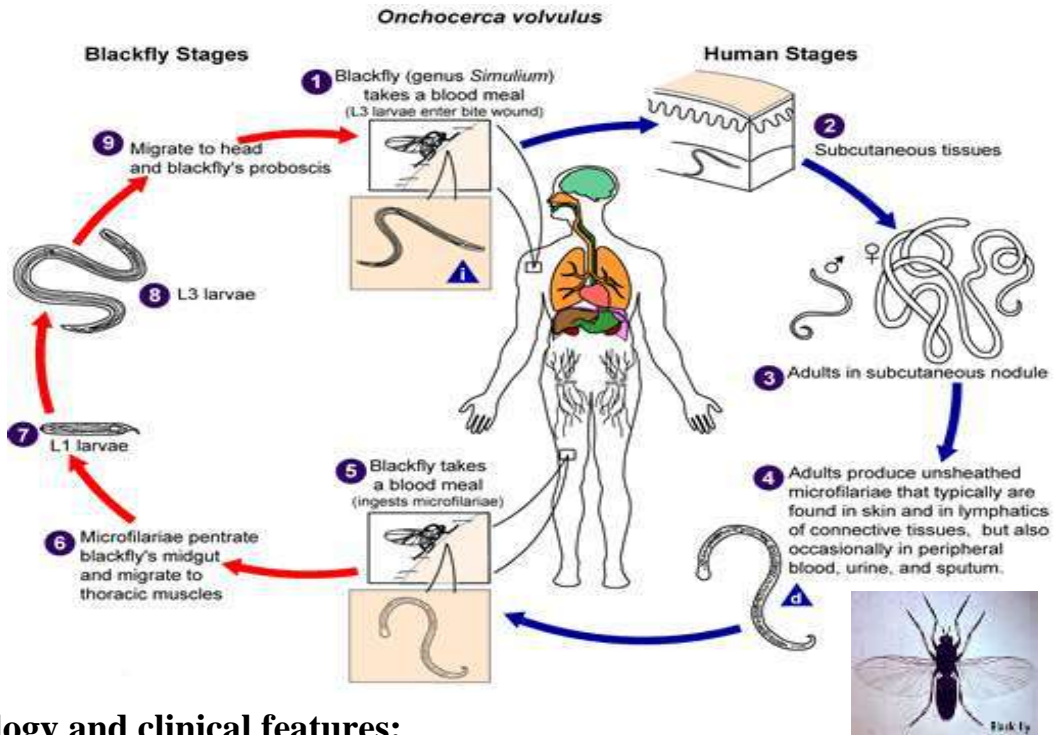 Onchocerca volvulus
Blackfly Stages
Human Stages
1 Blackfly (genus Simulium)
takes a blood meal
(L3 larvae enter bite wound)
2
Subcutaneous tissues
♂ ♀
3 Adults in subcutaneous nodule
4 Adults produce unsheathed
microfilariae that typically are
found in skin and in lymphatics
of connective tissues, but also
occasionally in peripheral
blood, urine, and sputum.
5 Blackfly takes
a blood meal
(ingests microfilariae)
6 Microfilariae pentrate
blackfly's midgut
and migrate to
thoracic muscles
7
L1 larvae
8 L3 larvae
9 Migrate to head
and blackfly's proboscis
i
d
Black fly
logy and clinical features: